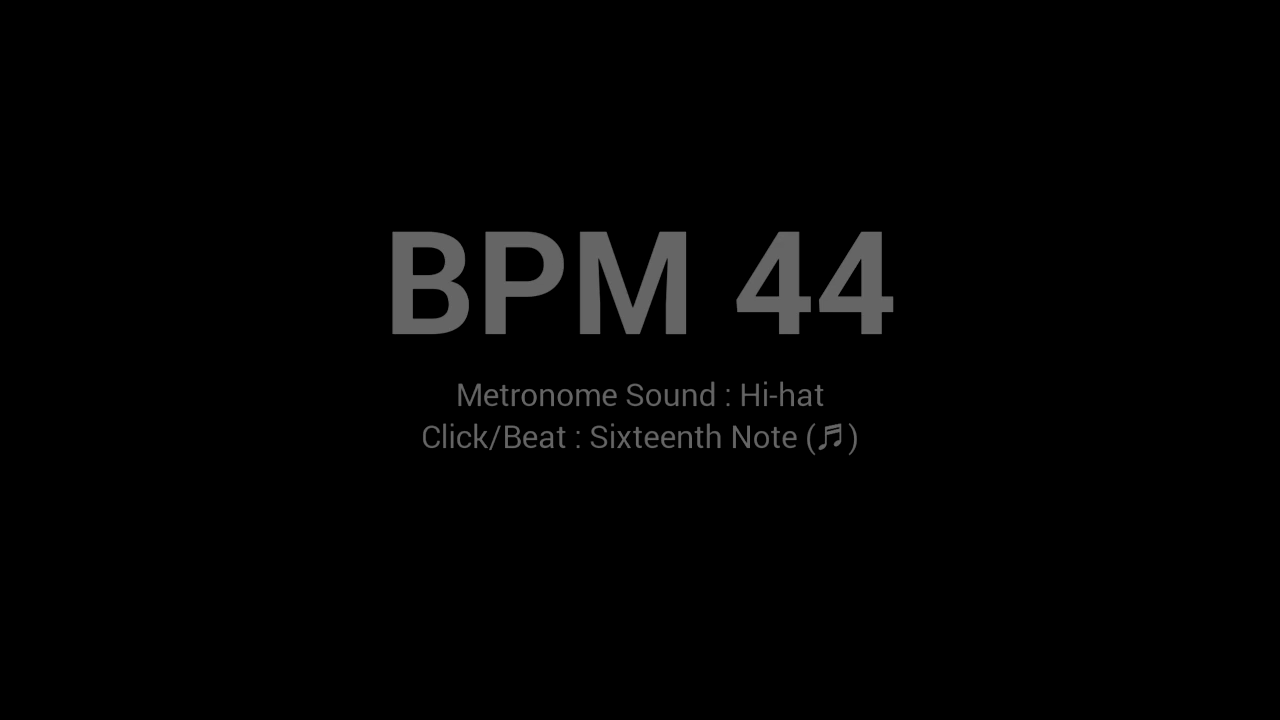 BPM 44
Metronome Sound : Hi-hat
Click/Beat : Sixteenth Note (♬)